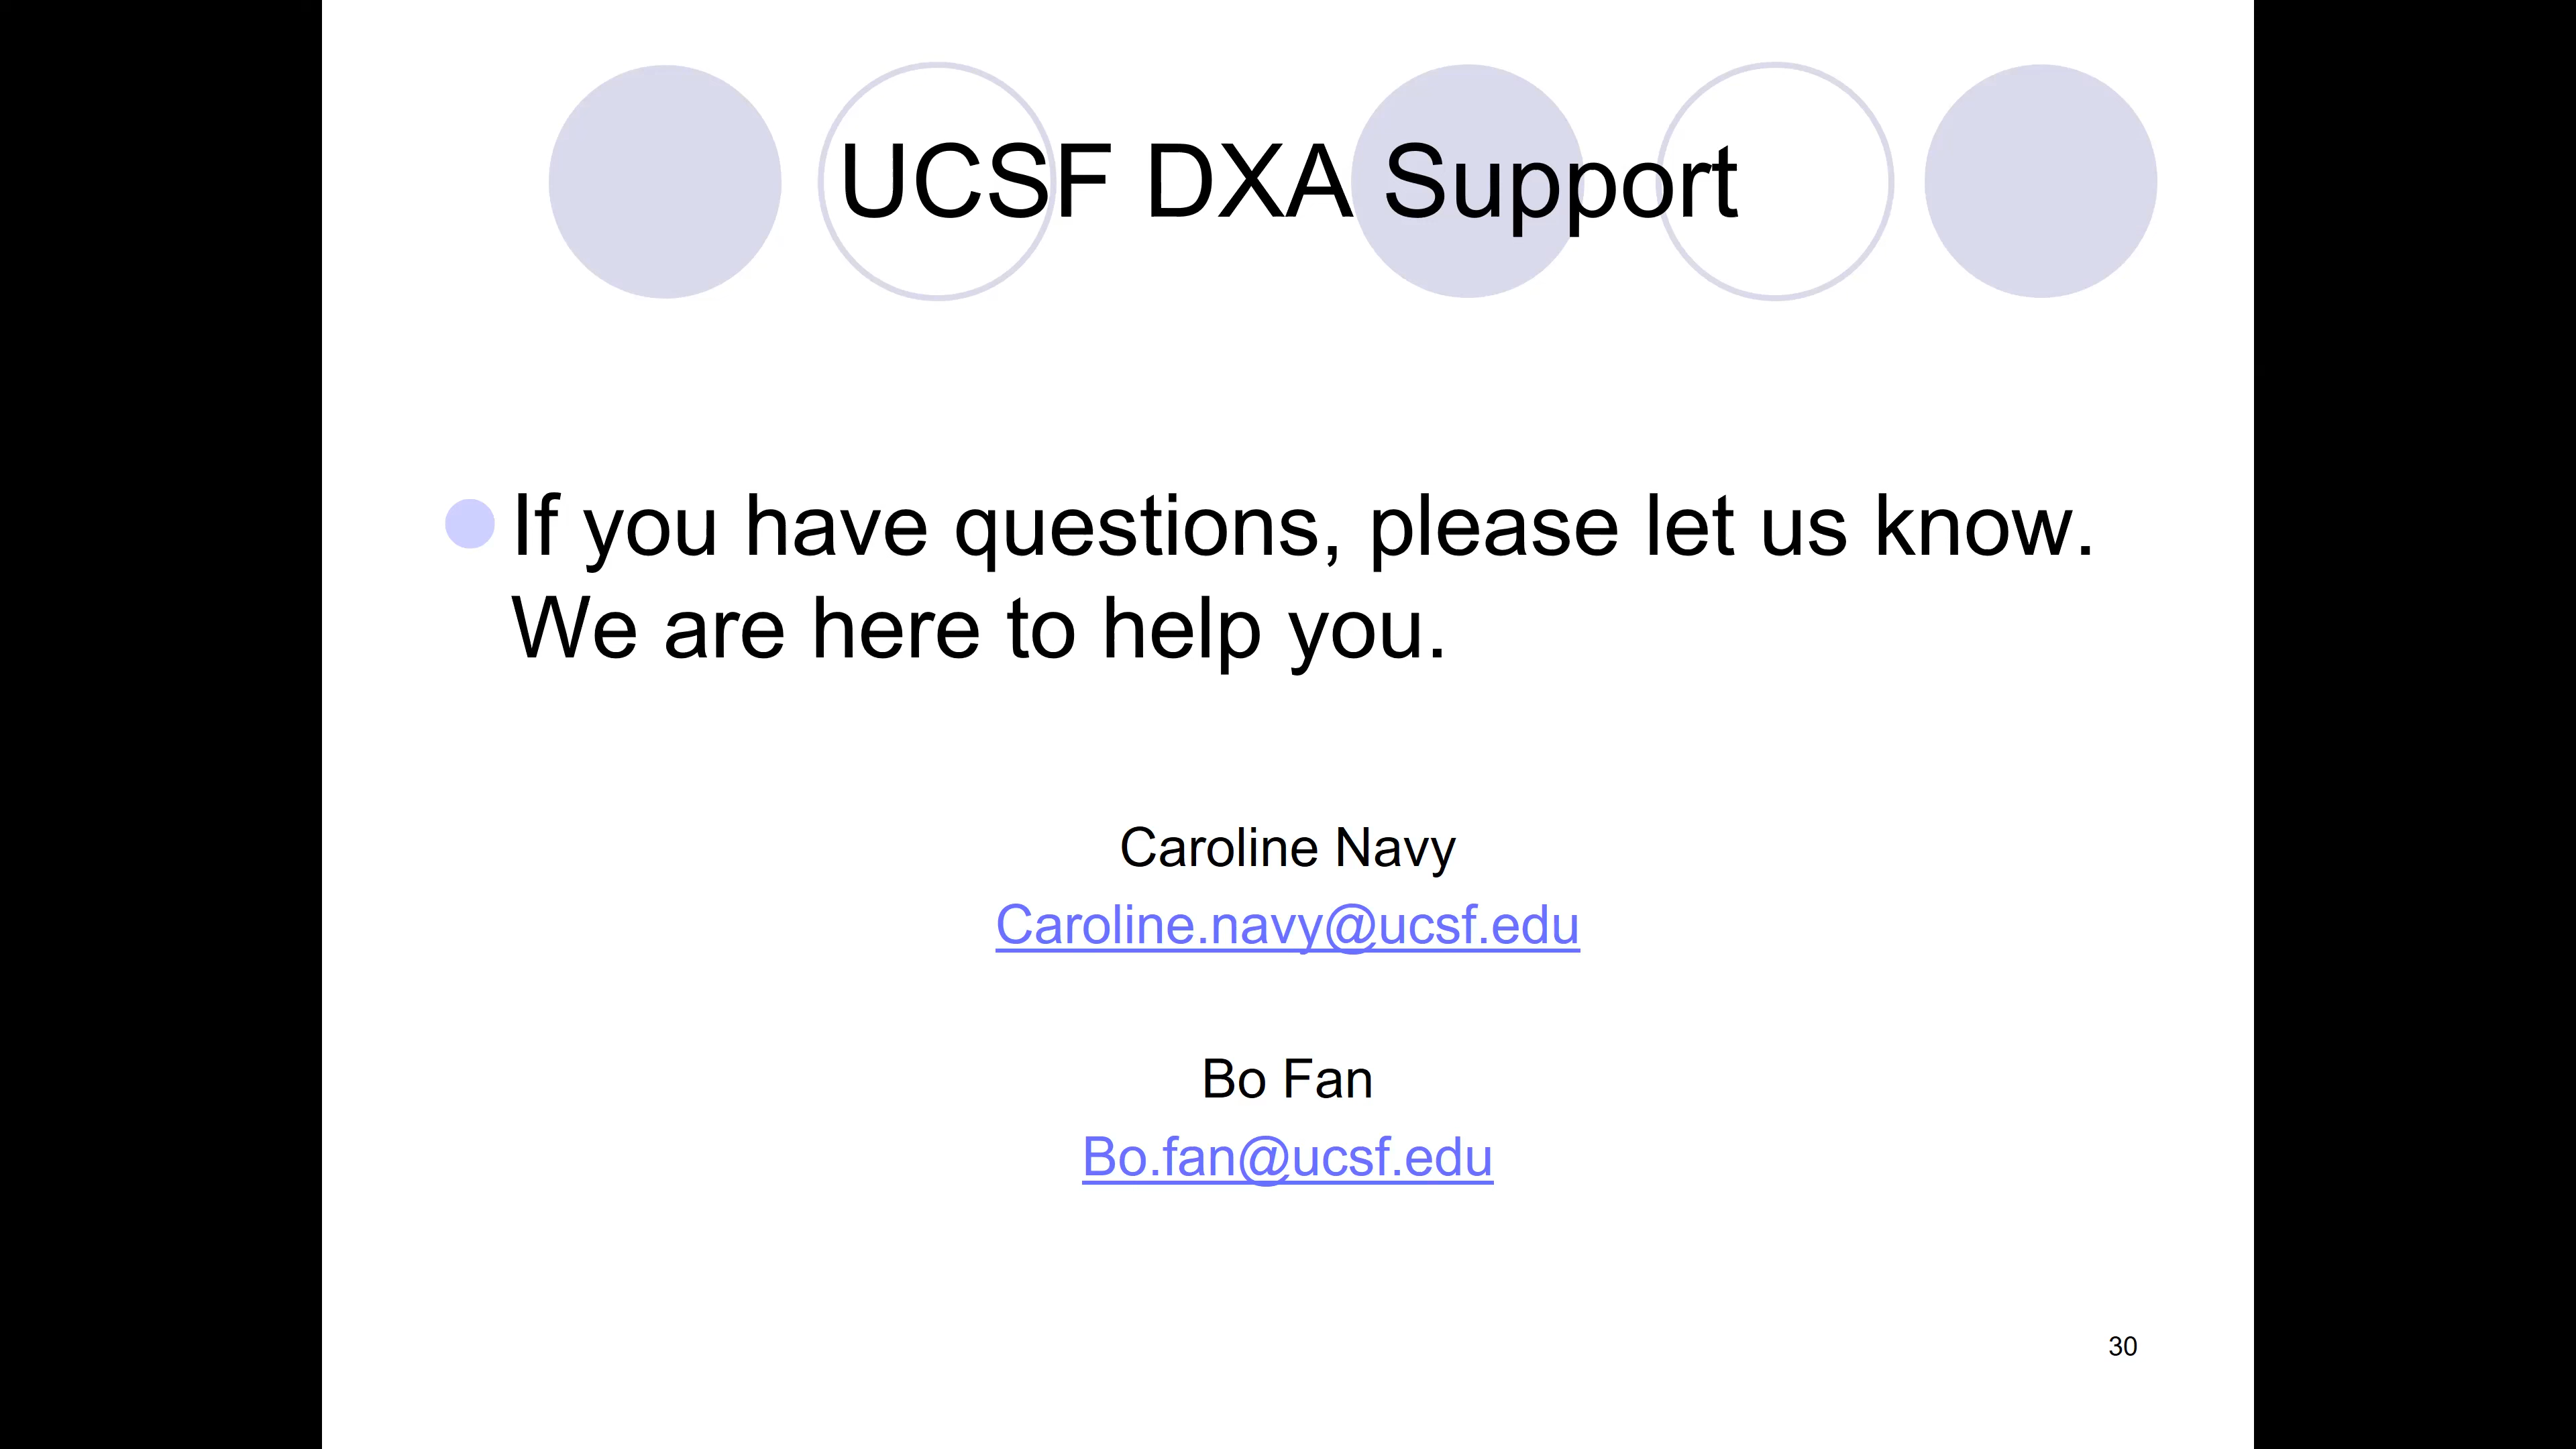 UCSF DXA Support
If you have questions, please let us know.
We are here to help you.
Caroline Navy
Caroline.navy@ucsf.edu
Bo Fan
Bo.fan@ucsf.edu
30